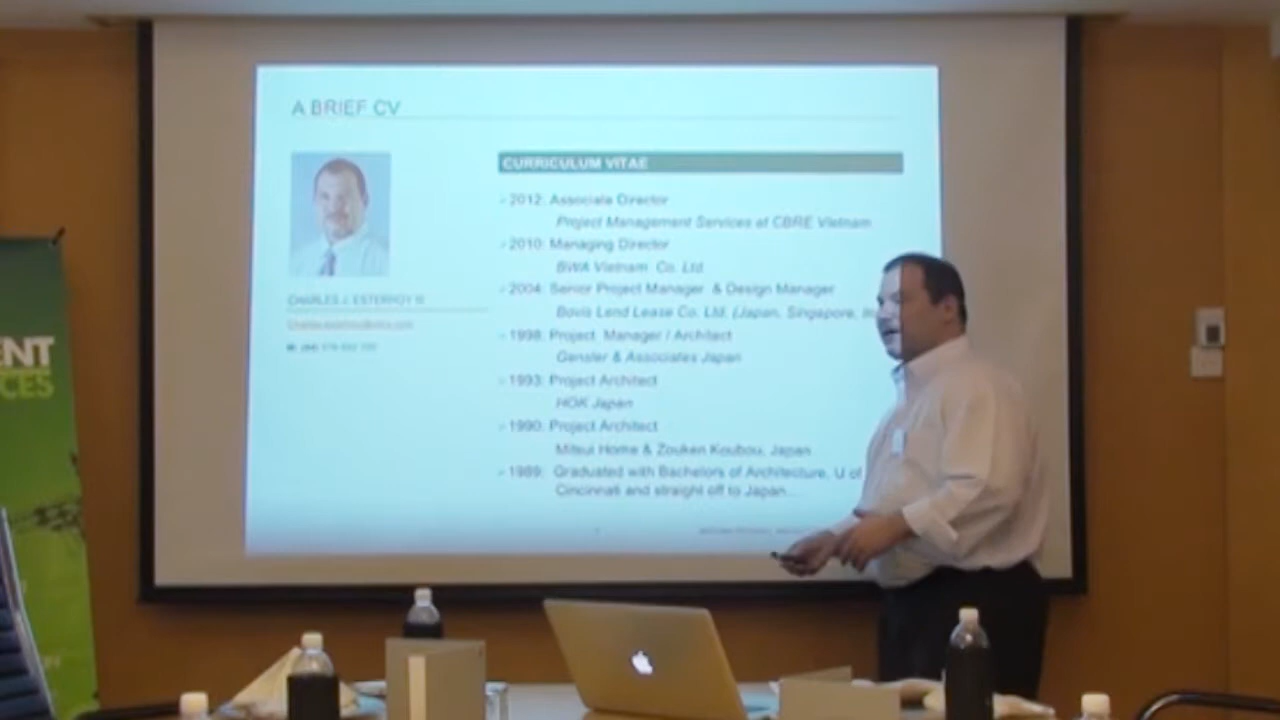 A BRIEF CV
CURRICULUM VITAE
2012: Associate Director
Project Management Services at CBRE Vietnam
2010: Managing Director
BWA Vietnam Co. Ltd
2004: Senior Project Manager & Design Manager
Bovis Lend Lease Co. Ltd. (Japan, Singapore,
1998: Project Manager / Architect
Gensler & Associates Japan
1993: Project Architect
HOK Japan
1990: Project Architect
Mitsui Home & Zouken Koubou, Japan
1989: Graduated with Bachelors of Architecture, U of
Cincinnati and straight off to Japan...
CHARLES J. ESTERHOY III
ENT
CES